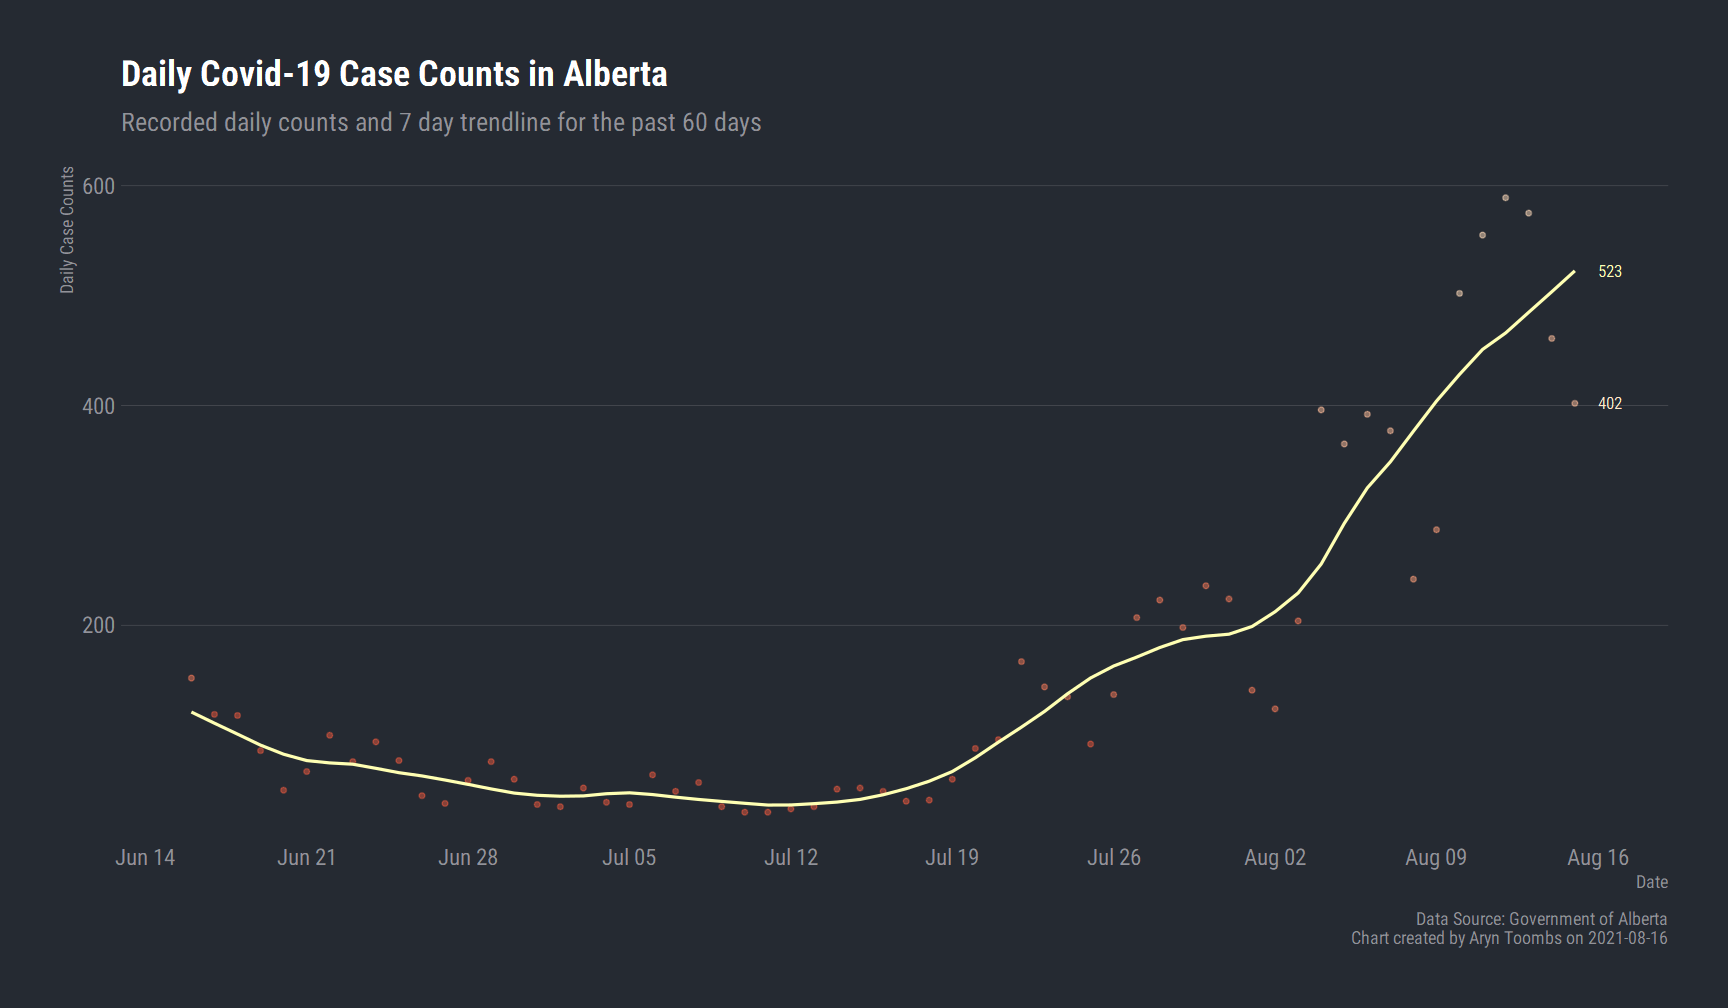 Daily Covid-19 Case Counts in Alberta
Recorded daily counts and 7 day trendline for the past 60 days
Daily Case Counts
600
400
200
523
402
Jun 14
Jun 21
Jun 28
Jul 05
Jul 12
Jul 19
Jul 26
Aug 02
Aug 09
Aug 16
Date
Data Source: Government of Alberta
Chart created by Aryn Toombs on 2021-08-16